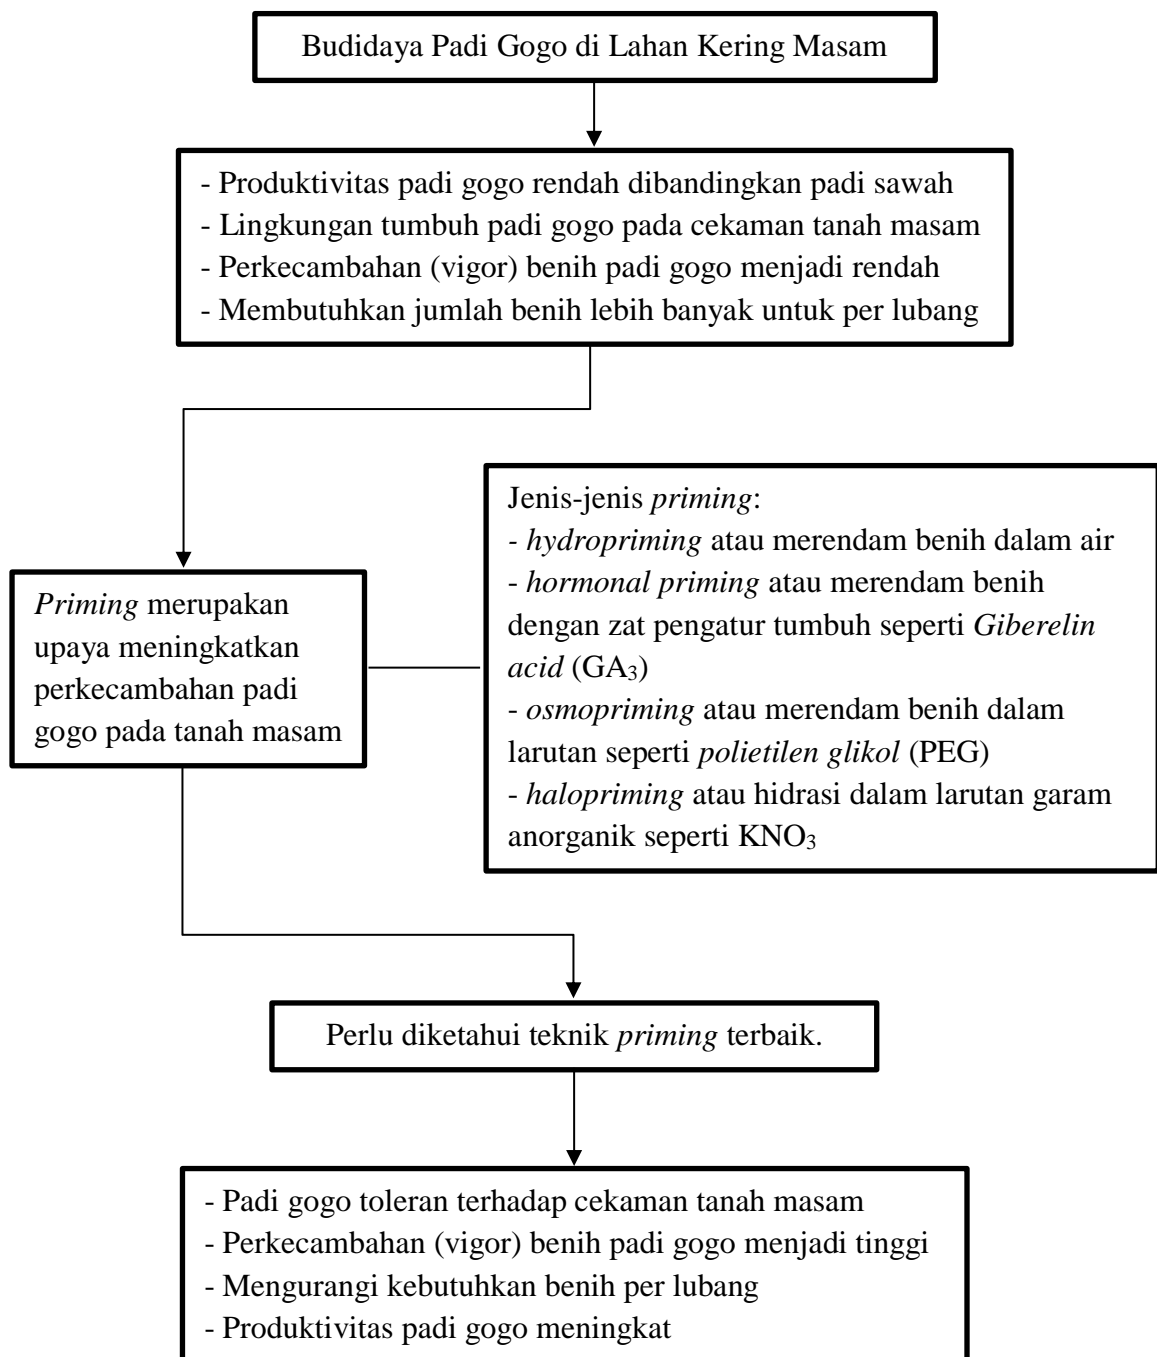 Budidaya Padi Gogo di Lahan Kering Masam
- Produktivitas padi gogo rendah dibandingkan padi sawah
- Lingkungan tumbuh padi gogo pada cekaman tanah masam
- Perkecambahan (vigor) benih padi gogo menjadi rendah
- Membutuhkan jumlah benih lebih banyak untuk per lubang
Priming merupakan
upaya meningkatkan
perkecambahan padi
gogo pada tanah masam
Jenis-jenis priming:
- hydropriming atau merendam benih dalam air
- hormonal priming atau merendam benih
dengan zat pengatur tumbuh seperti Giberelin
acid (GA₃)
- osmopriming atau merendam benih dalam
larutan seperti polietilen glikol (PEG)
- halopriming atau hidrasi dalam larutan garam
anorganik seperti KNO₃
Perlu diketahui teknik priming terbaik.
- Padi gogo toleran terhadap cekaman tanah masam
- Perkecambahan (vigor) benih padi gogo menjadi tinggi
- Mengurangi kebutuhkan benih per lubang
- Produktivitas padi gogo meningkat